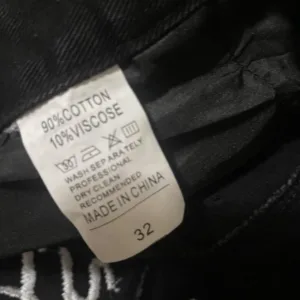 90%COTTON
10%VISCOSE
WASH SEPARATELY
PROFESSIONAL
DRY CLEAN
RECOMMENDED
MADE IN CHINA
32